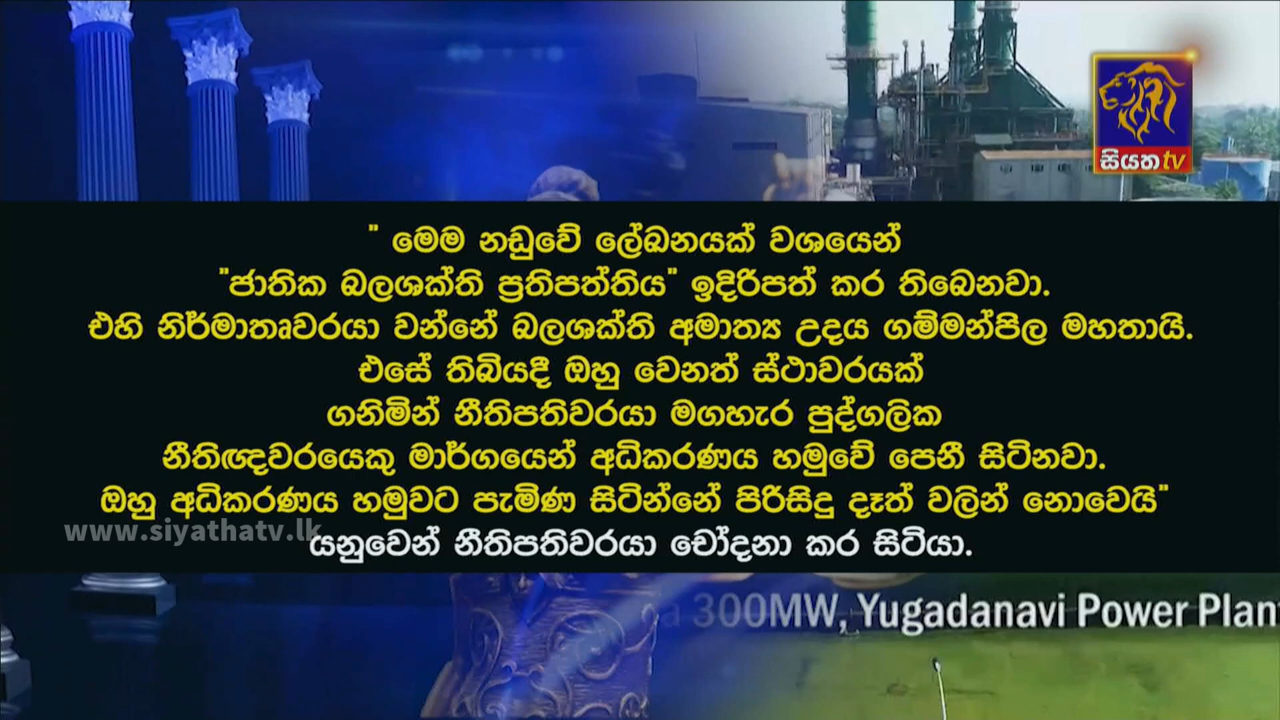 සියත tv
" මෙම නඩුවේ ලේඛනයක් වශයෙන්
"ජාතික බලශක්ති ප්‍රතිපත්තිය" ඉදිරිපත් කර තිබෙනවා.
එහි නිර්මාතෘවරයා වන්නේ බලශක්ති අමාත්‍ය උදය ගම්මන්පිල මහතායි.
එසේ තිබියදී ඔහු වෙනත් ස්ථාවරයක්
ගනිමින් නීතිපතිවරයා මගහැර පුද්ගලික
නීතිඥවරයෙකු මාර්ගයෙන් අධිකරණය හමුවේ පෙනී සිටිනවා.
ඔහු අධිකරණය හමුවට පැමිණ සිටින්නේ පිරිසිදු දෑත් වලින් නොවෙයි"
www.siyathatv.lk
යනුවෙන් නීතිපතිවරයා චෝදනා කර සිටියා.
300MW, Yugadanavi Power Plan